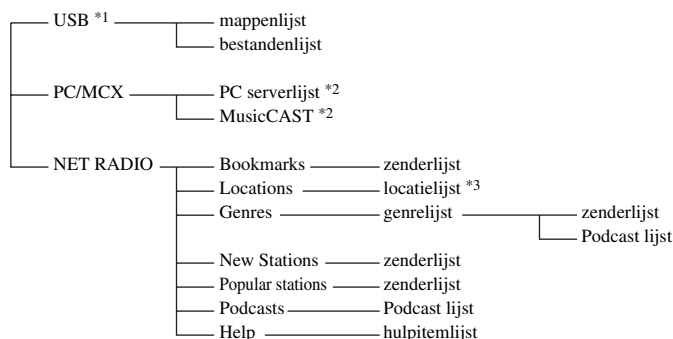 USB *1 mappenlijst
bestandenlijst
PC/MCX PC serverlijst *2
MusicCAST *2
NET RADIO Bookmarks zenderlijst
Locations locatielijst *3
Genres genrelijst zenderlijst
Podcast lijst
New Stations zenderlijst
Popular stations zenderlijst
Podcasts Podcast lijst
Help hulpitemlijst